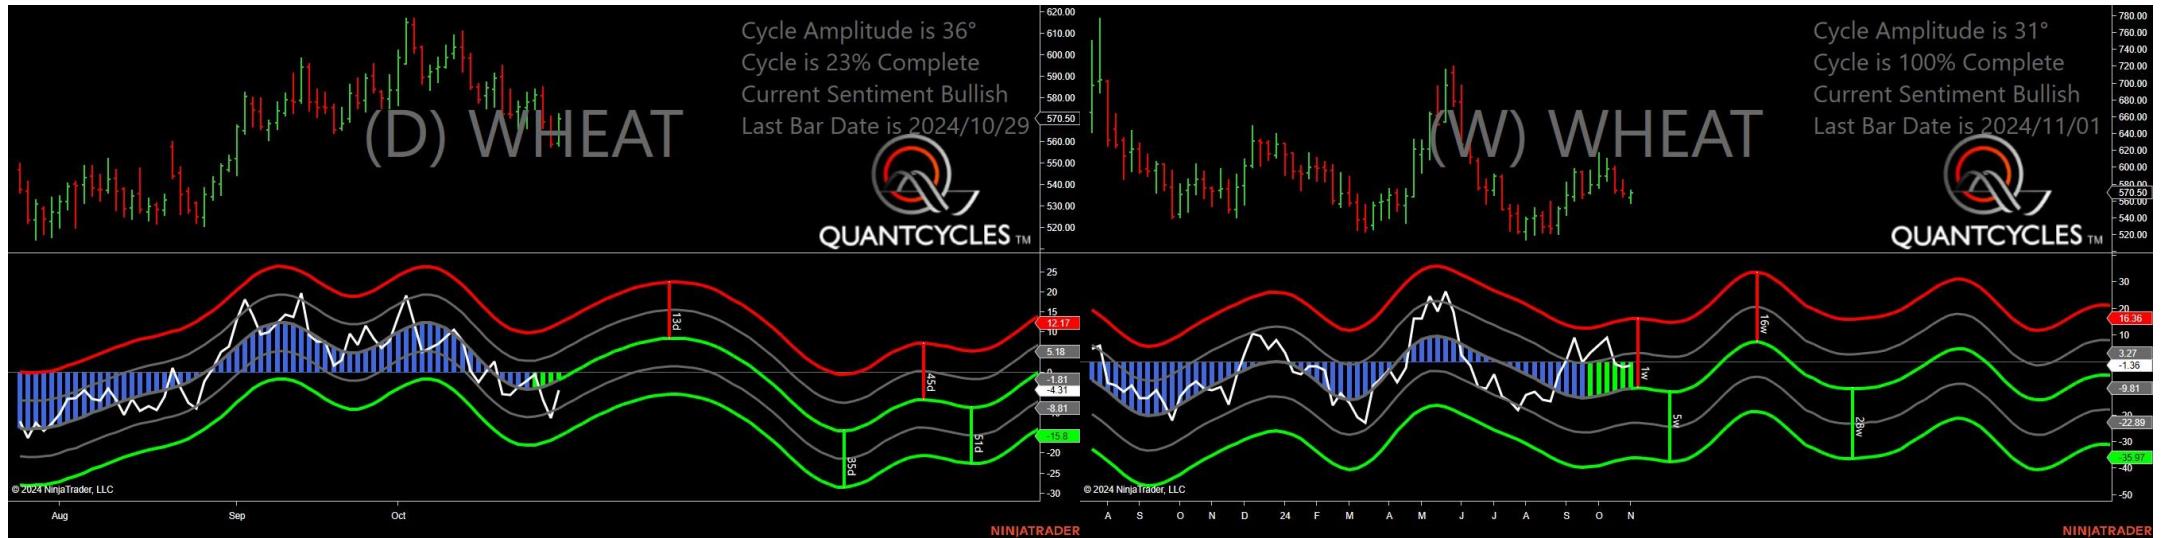 Cycle Amplitude is 36°
Cycle is 23% Complete
Current Sentiment Bullish
Last Bar Date is 2024/10/29
(D) WHEAT
QUANTCYCLES TM
620.00
610.00
600.00
590.00
580.00
570.50
560.00
550.00
540.00
530.00
520.00
25
20
15
12.17
10
5.18
0
-1.81
-4.31
-8.81
-15.8
-20
-25
-30
13d
35d
45d
51d
© 2024 NinjaTrader, LLC
Aug
Sep
Oct
NINJATRADER
Cycle Amplitude is 31°
Cycle is 100% Complete
Current Sentiment Bullish
Last Bar Date is 2024/11/01
(W) WHEAT
QUANTCYCLES TM
780.00
760.00
740.00
720.00
700.00
680.00
660.00
640.00
620.00
600.00
580.00
570.50
560.00
540.00
520.00
30
20
16.36
10
3.27
-1.36
-9.81
-20
-22.89
-30
-35.97
-40
-50
1w
5w
16w
28w
© 2024 NinjaTrader, LLC
A S O N D 24 F M A M J J A S O N
NINJATRADER